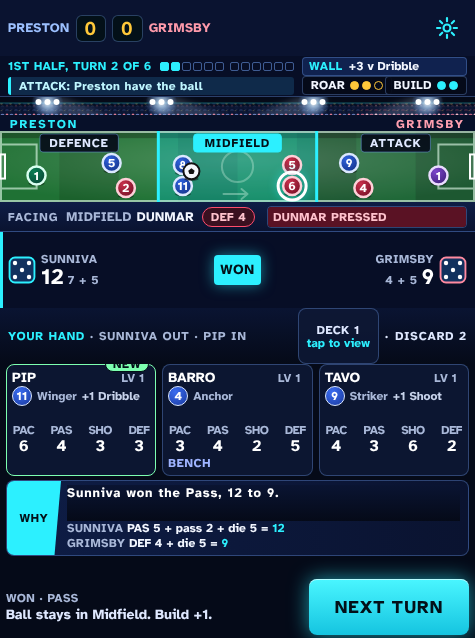 PRESTON 0 0 GRIMSBY
1ST HALF, TURN 2 OF 6
WALL +3 v Dribble
ATTACK: Preston have the ball
ROAR BUILD
PRESTON GRIMSBY
DEFENCE MIDFIELD ATTACK
5 8 5 9
1 1
2 11 6 4
FACING MIDFIELD DUNMAR DEF 4 DUNMAR PRESSED
SUNNIVA
12 7 + 5
WON
GRIMSBY
4 + 5 9
YOUR HAND · SUNNIVA OUT · PIP IN
DECK 1
tap to view
· DISCARD 2
NEW
PIP LV 1
11 Winger +1 Dribble
PAC PAS SHO DEF
6 4 3 3
BARRO LV 1
4 Anchor
PAC PAS SHO DEF
3 4 2 5
BENCH
TAVO LV 1
9 Striker +1 Shoot
PAC PAS SHO DEF
4 3 6 2
WHY
Sunniva won the Pass, 12 to 9.
SUNNIVA PAS 5 + pass 2 + die 5 = 12
GRIMSBY DEF 4 + die 5 = 9
WON · PASS
Ball stays in Midfield. Build +1.
NEXT TURN